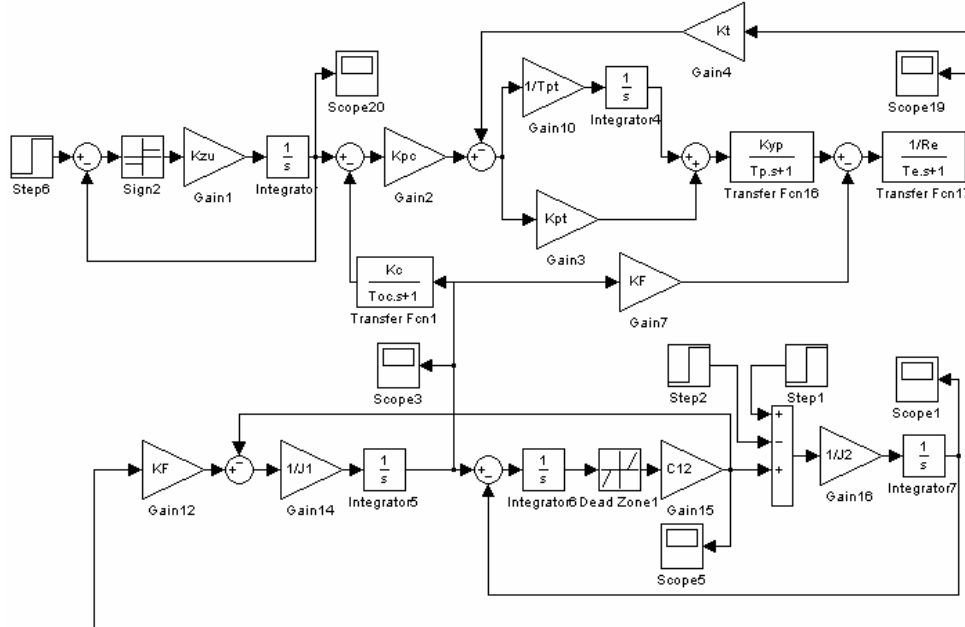 Kt
Gain4
Scope20
1/Tpt
Gain10
1
s
Integrator4
Scope19
Step6
Sign2
Kzu
Gain1
1
s
Integrator
Kpc
Gain2
Kpt
Gain3
Kyp
Tp.s+1
Transfer Fcn16
1/Re
Te.s+1
Transfer Fcn17
Kc
Toc.s+1
Transfer Fcn1
KF
Gain7
Scope3
Step2
Step1
Scope1
KF
Gain12
1/J1
Gain14
1
s
Integrator5
1
s
Integrator6
Dead Zone1
C12
Gain15
1/J2
Gain16
1
s
Integrator7
Scope5